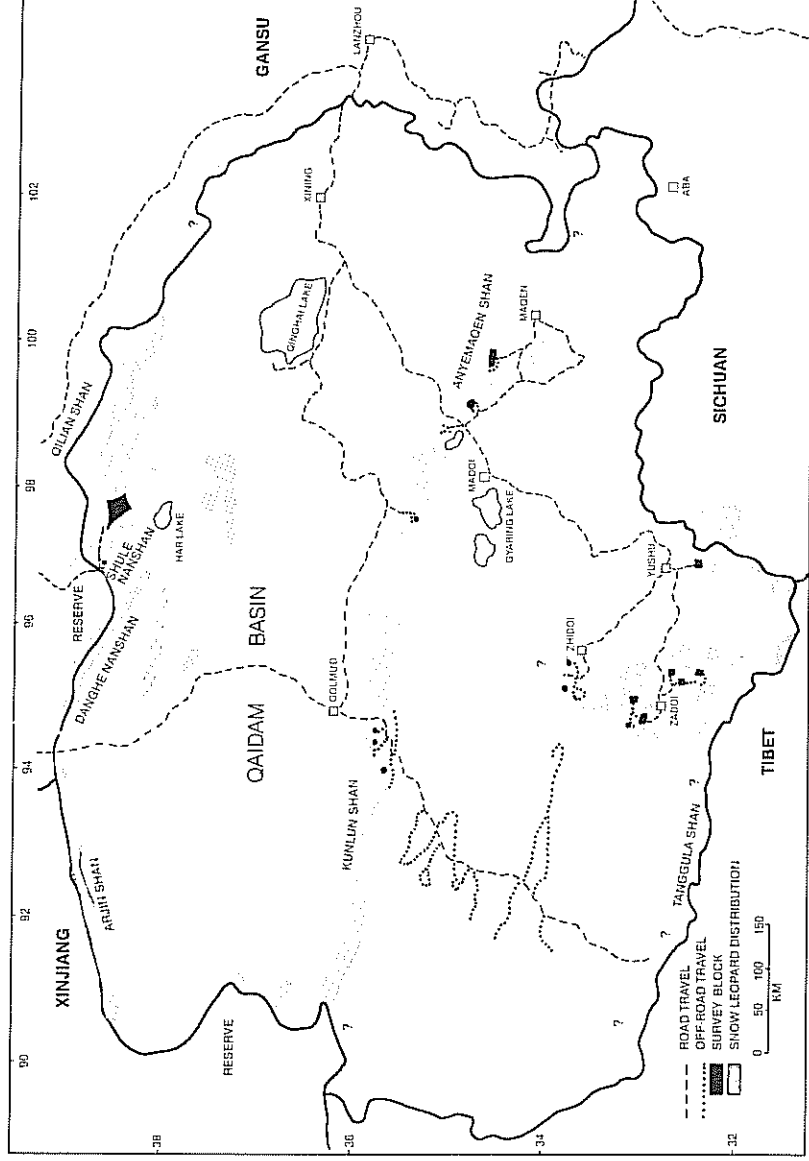 90
92
94
96
98
100
102
38
36
34
32
XINJIANG
RESERVE
ARJIN SHAN
DANGHE NANSHAN
RESERVE
SHULE
NANSHAN
QILIAN SHAN
HAR LAKE
GANSU
LANZHOU
XINING
QINGHAI LAKE
QAIDAM BASIN
GOLMUD
KUNLUN SHAN
?
?
?
?
?
?
?
ANYEMAQEN SHAN
MAQEN
MADOI
GYARING LAKE
ZHIDOI
YUSHU
ZADOI
ABA
SICHUAN
TIBET
TANGGULA SHAN
ROAD TRAVEL
OFF-ROAD TRAVEL
SURVEY BLOCK
SNOW LEOPARD DISTRIBUTION
0 50 100 150
KM